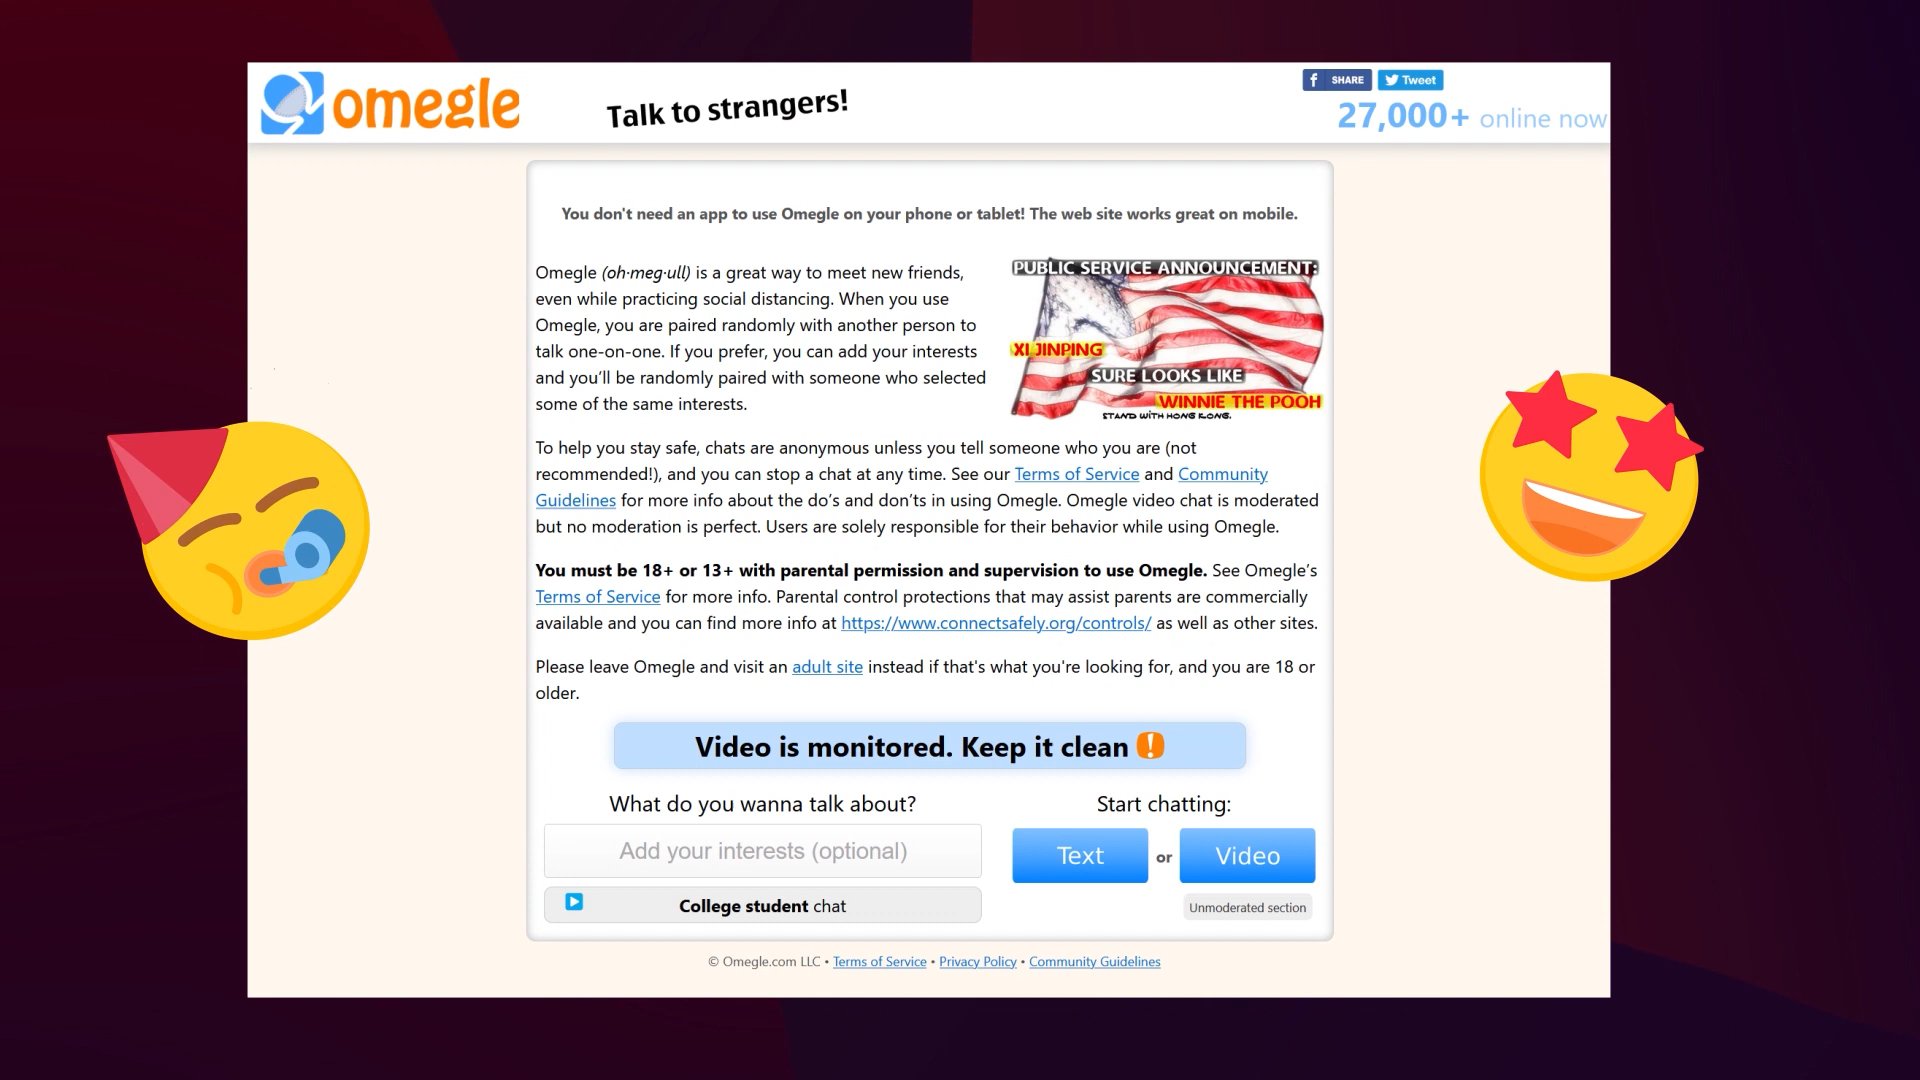 omegle
Talk to strangers!
f SHARE
Tweet
27,000+ online now
You don't need an app to use Omegle on your phone or tablet! The web site works great on mobile.
Omegle (oh·meg·ull) is a great way to meet new friends,
even while practicing social distancing. When you use
Omegle, you are paired randomly with another person to
talk one-on-one. If you prefer, you can add your interests
and you’ll be randomly paired with someone who selected
some of the same interests.
PUBLIC SERVICE ANNOUNCEMENT:
XI JINPING
SURE LOOKS LIKE
WINNIE THE POOH
STAND WITH HONG KONG.
To help you stay safe, chats are anonymous unless you tell someone who you are (not
recommended!), and you can stop a chat at any time. See our Terms of Service and Community
Guidelines for more info about the do’s and don’ts in using Omegle. Omegle video chat is moderated
but no moderation is perfect. Users are solely responsible for their behavior while using Omegle.
You must be 18+ or 13+ with parental permission and supervision to use Omegle. See Omegle’s
Terms of Service for more info. Parental control protections that may assist parents are commercially
available and you can find more info at https://www.connectsafely.org/controls/ as well as other sites.
Please leave Omegle and visit an adult site instead if that's what you're looking for, and you are 18 or
older.
Video is monitored. Keep it clean !
What do you wanna talk about?
Add your interests (optional)
College student chat
Start chatting:
Text or Video
Unmoderated section
© Omegle.com LLC • Terms of Service • Privacy Policy • Community Guidelines